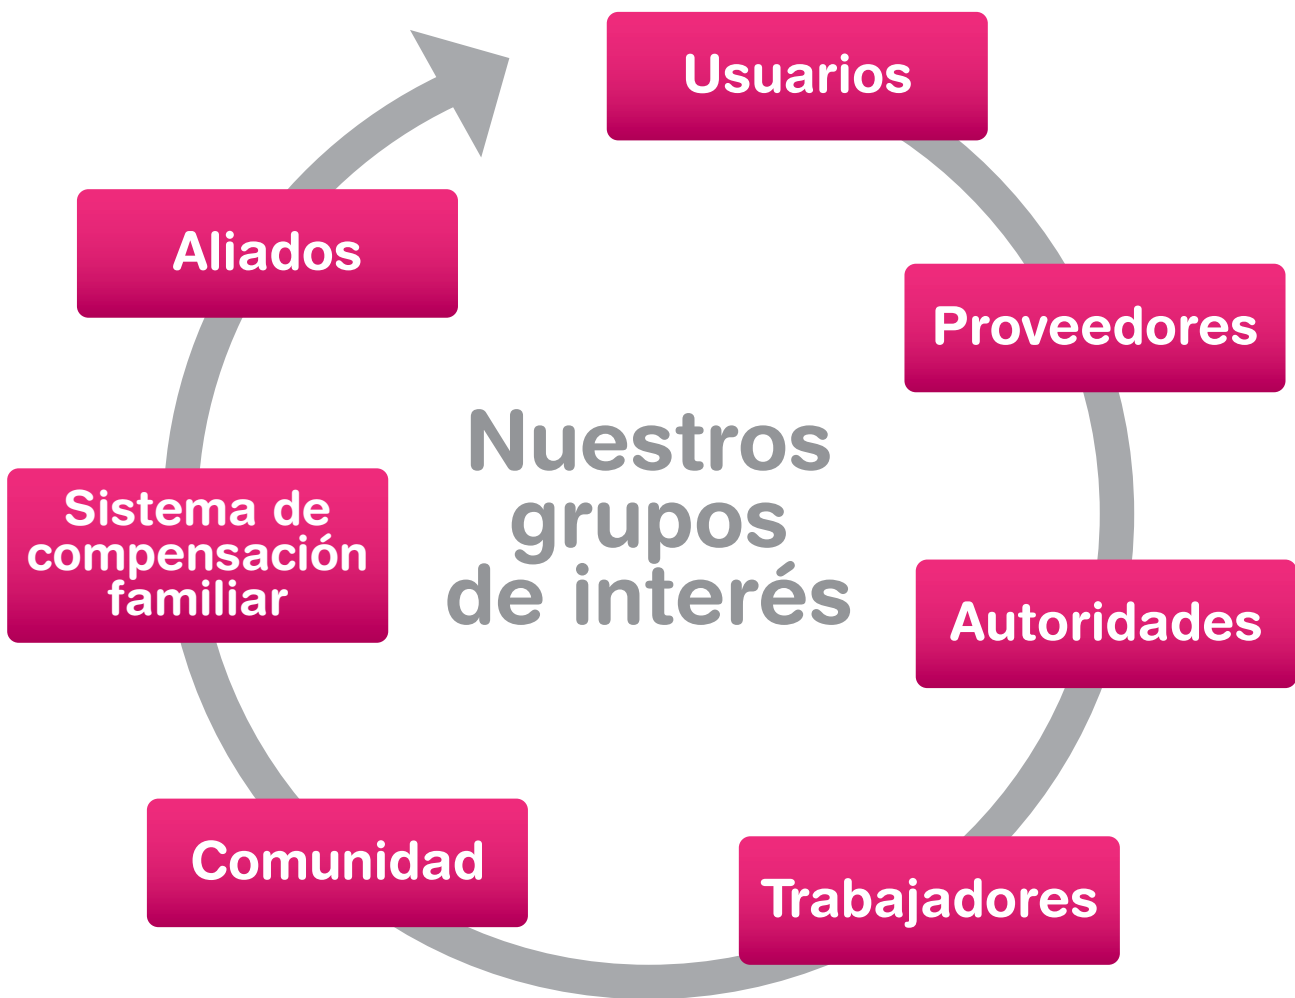 Usuarios
Proveedores
Autoridades
Trabajadores
Comunidad
Sistema de
compensación
familiar
Aliados
Nuestros
grupos
de interés